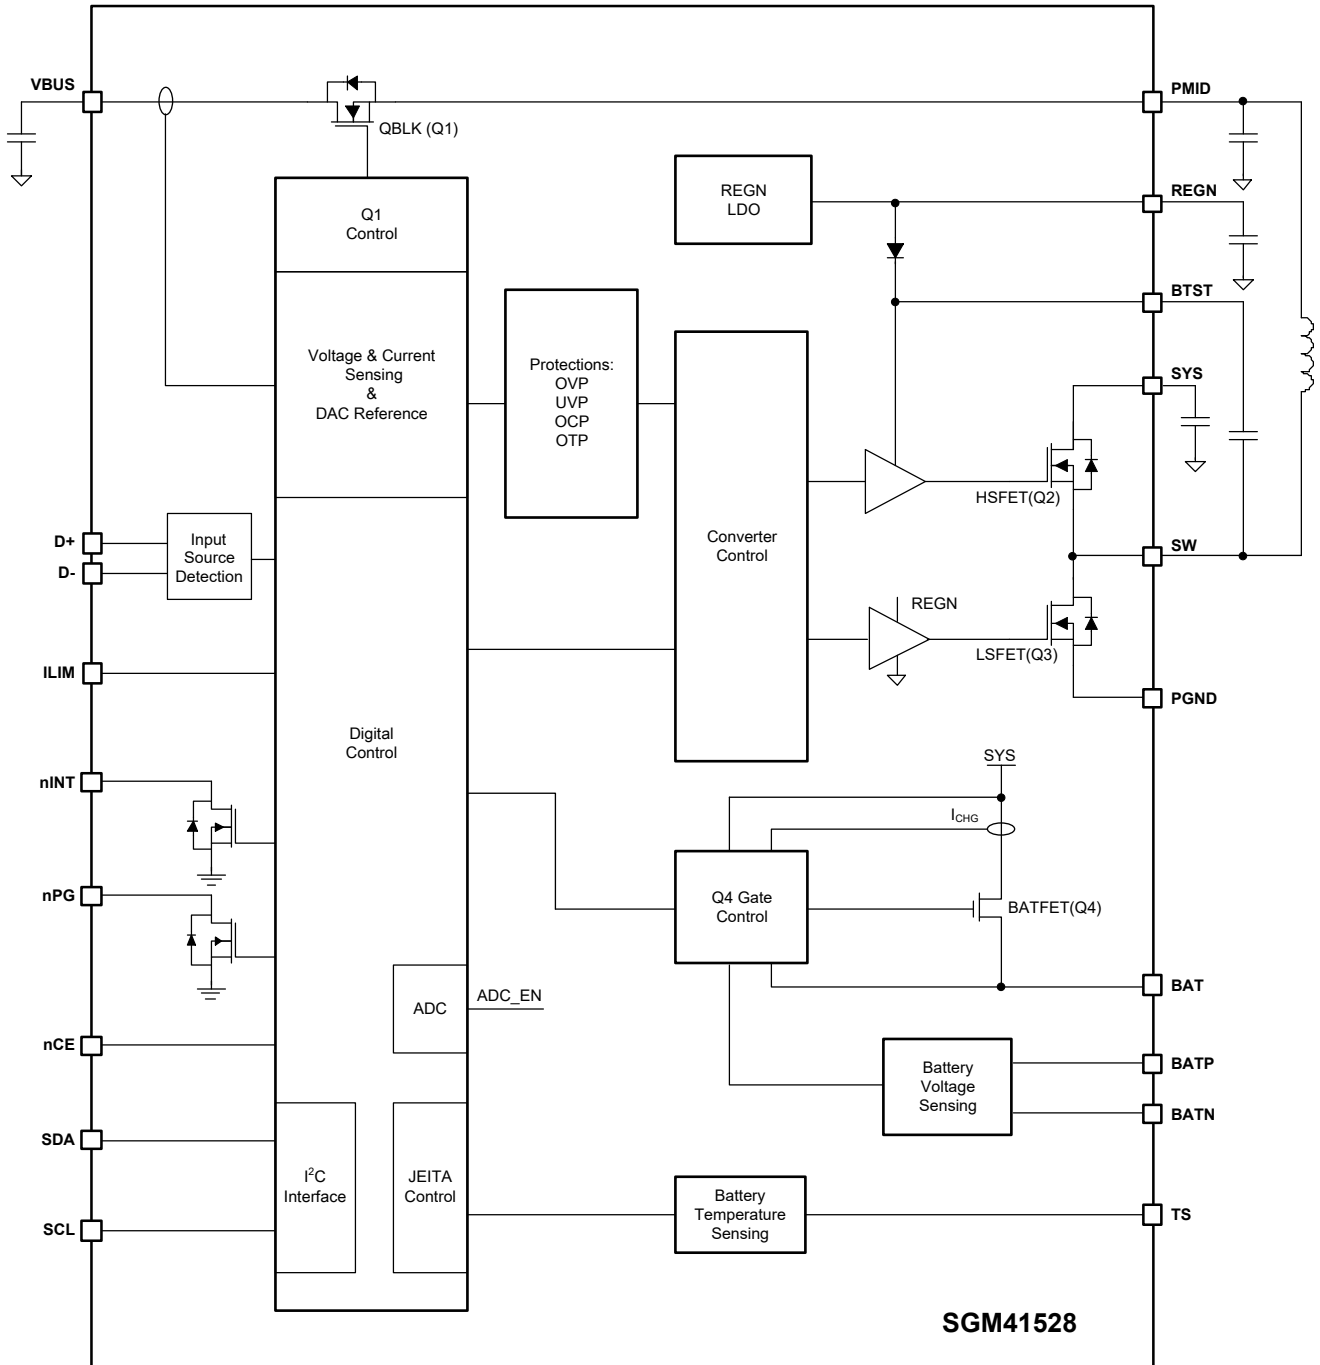 VBUS
PMID
QBLK (Q1)
REGN
LDO
REGN
Q1
Control
BTST
Voltage & Current
Sensing
&
DAC Reference
Protections:
OVP
UVP
OCP
OTP
SYS
HSFET(Q2)
D+
D-
Input
Source
Detection
Converter
Control
SW
REGN
LSFET(Q3)
ILIM
PGND
Digital
Control
nINT
SYS
ICHG
nPG
Q4 Gate
Control
BATFET(Q4)
ADC
ADC_EN
BAT
nCE
Battery
Voltage
Sensing
BATP
BATN
SDA
I²C
Interface
JEITA
Control
Battery
Temperature
Sensing
TS
SCL
SGM41528